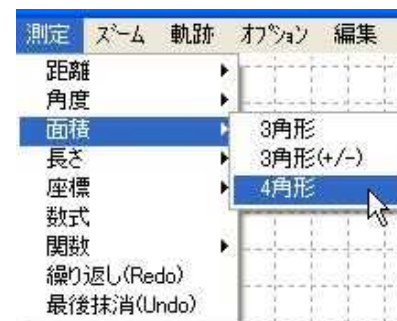 測定 ズーム 軌跡 オプション 編集
距離
角度
面積
長さ
座標
数式
関数
繰り返し(Redo)
最後抹消(Undo)
3角形
3角形(+/-)
4角形